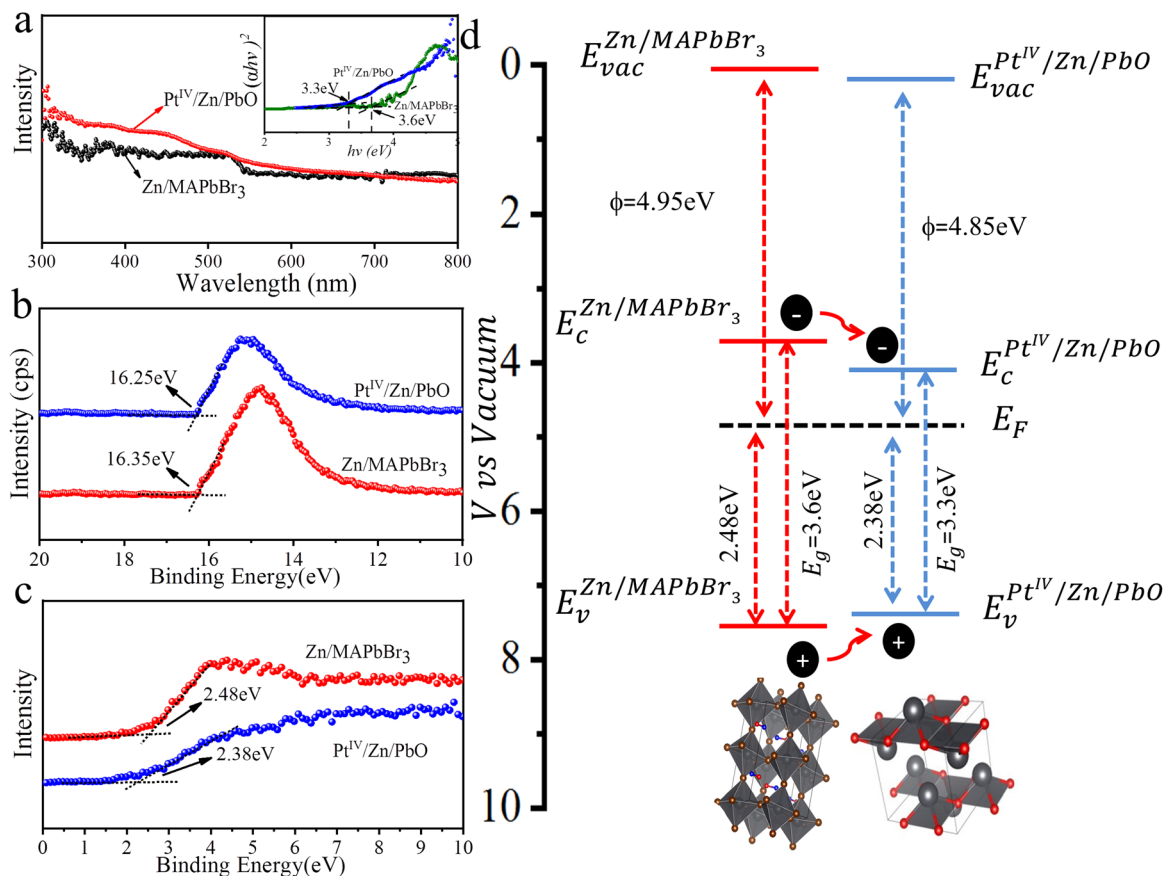 a
Intensity
Pt^IV/Zn/PbO
Zn/MAPbBr₃
300 400 500 600 700 800
Wavelength (nm)
(αhν )²
Pt^IV/Zn/PbO
3.3eV
Zn/MAPbBr₃
3.6eV
2 3 4 5
hν (eV)
b
Intensity (cps)
16.25eV
Pt^IV/Zn/PbO
16.35eV
Zn/MAPbBr₃
20 18 16 14 12 10
Binding Energy(eV)
c
Intensity
Zn/MAPbBr₃
2.48eV
2.38eV
Pt^IV/Zn/PbO
0 1 2 3 4 5 6 7 8 9 10
Binding Energy(eV)
d
V vs Vacuum
0
2
4
6
8
10
E_vac^Zn/MAPbBr₃
E_vac^Pt^IV/Zn/PbO
ϕ=4.95eV
ϕ=4.85eV
E_c^Zn/MAPbBr₃
-
-
E_c^Pt^IV/Zn/PbO
E_F
2.48eV
E_g=3.6eV
2.38eV
E_g=3.3eV
E_v^Zn/MAPbBr₃
E_v^Pt^IV/Zn/PbO
+
+